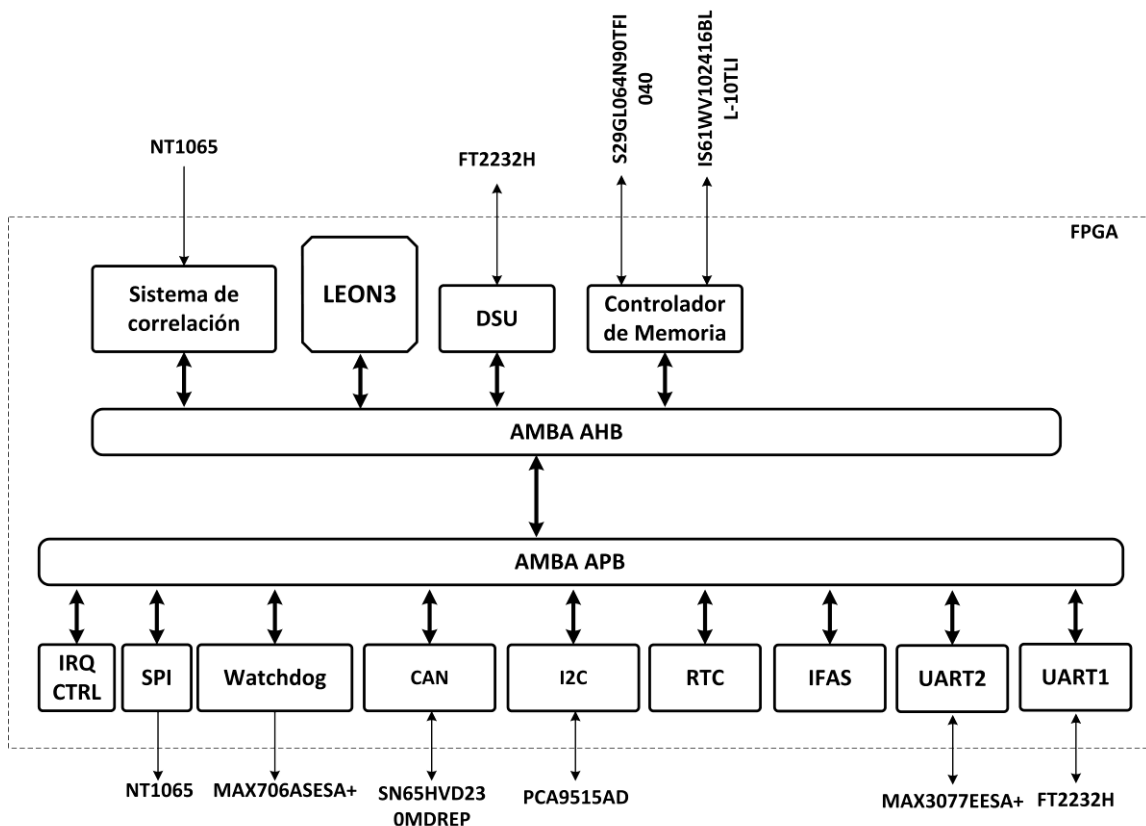 S29GL064N90TFI
040
IS61WV102416BL
L-10TLI
NT1065
FT2232H
FPGA
Sistema de
correlación
LEON3
DSU
Controlador
de Memoria
AMBA AHB
AMBA APB
IRQ
CTRL
SPI
Watchdog
CAN
I2C
RTC
IFAS
UART2
UART1
NT1065
MAX706ASESA+
SN65HVD23
0MDREP
PCA9515AD
MAX3077EESA+
FT2232H